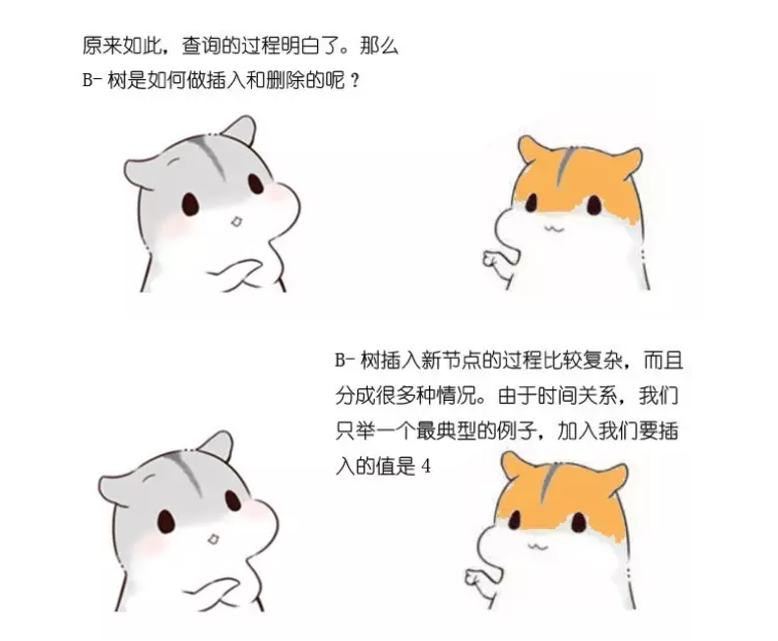 原来如此，查询的过程明白了。那么
B-树是如何做插入和删除的呢？
B-树插入新节点的过程比较复杂，而且
分成很多种情况。由于时间关系，我们
只举一个最典型的例子，加入我们要插
入的值是 4